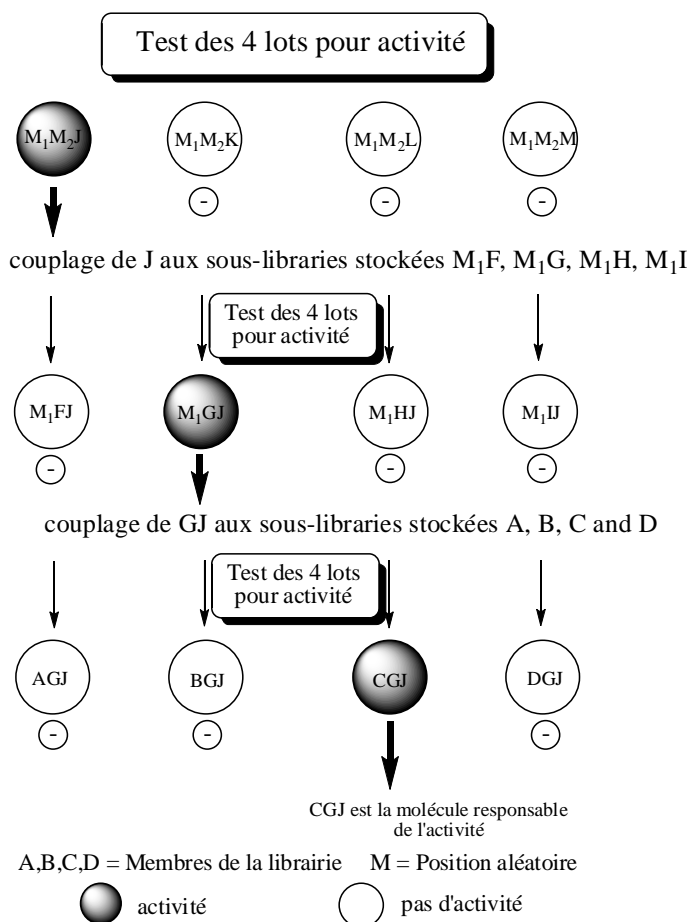 Test des 4 lots pour activité
M₁M₂J M₁M₂K M₁M₂L M₁M₂M
- - -
couplage de J aux sous-libraries stockées M₁F, M₁G, M₁H, M₁I
Test des 4 lots
pour activité
M₁FJ M₁GJ M₁HJ M₁IJ
- - -
couplage de GJ aux sous-libraries stockées A, B, C and D
Test des 4 lots
pour activité
AGJ BGJ CGJ DGJ
- - -
CGJ est la molécule responsable
de l'activité
A,B,C,D = Membres de la librairie M = Position aléatoire
activité pas d'activité